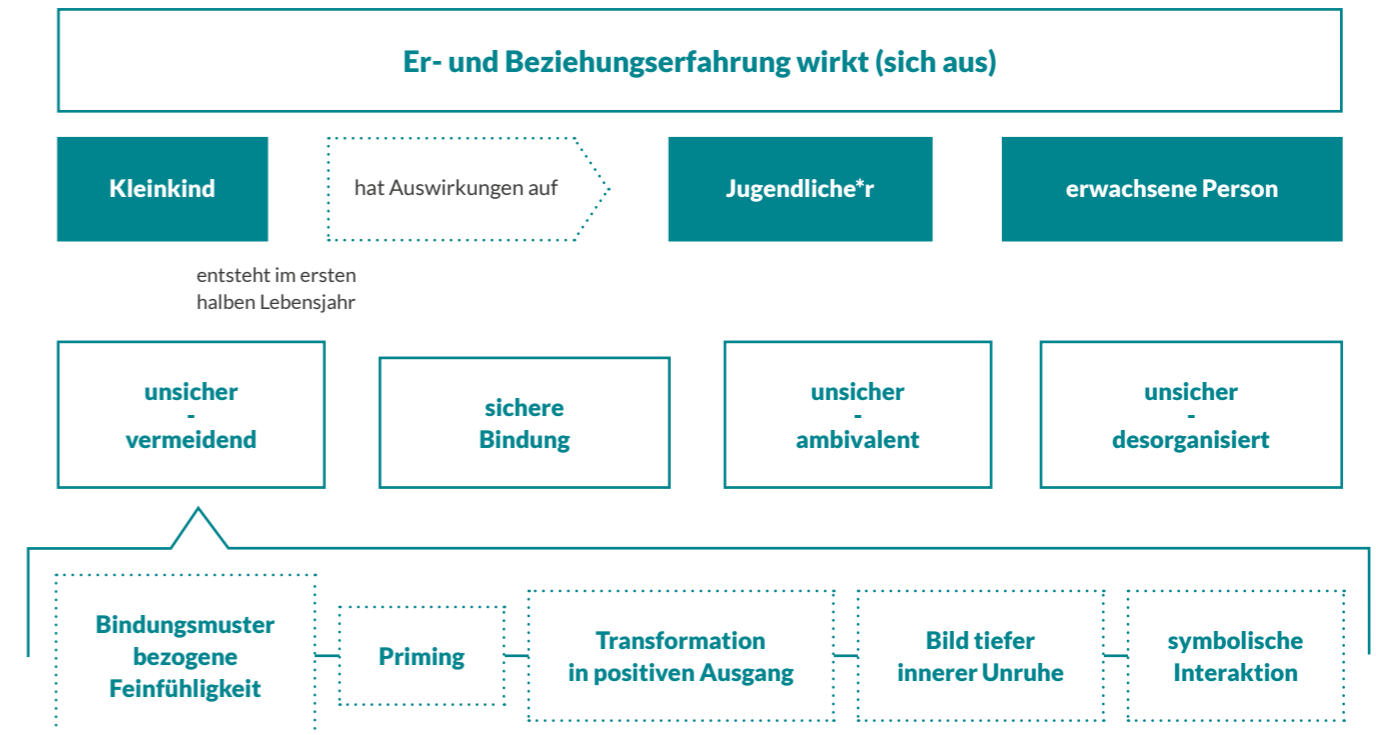 Er- und Beziehungserfahrung wirkt (sich aus)
Kleinkind
hat Auswirkungen auf
Jugendliche*r
erwachsene Person
entsteht im ersten
halben Lebensjahr
unsicher
-
vermeidend
sichere
Bindung
unsicher
-
ambivalent
unsicher
-
desorganisiert
Bindungsmuster
bezogene
Feinfühligkeit
Priming
Transformation
in positiven Ausgang
Bild tiefer
innerer Unruhe
symbolische
Interaktion